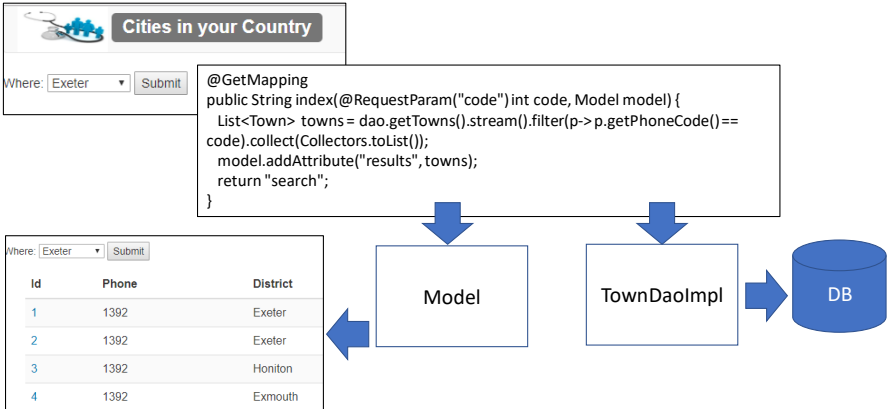 Cities in your Country
Where: Exeter Submit
@GetMapping
public String index(@RequestParam("code") int code, Model model) {
List<Town> towns = dao.getTowns().stream().filter(p-> p.getPhoneCode() ==
code).collect(Collectors.toList());
model.addAttribute("results", towns);
return "search";
}
Where: Exeter Submit
Id Phone District
1 1392 Exeter
2 1392 Exeter
3 1392 Honiton
4 1392 Exmouth
Model
TownDaoImpl
DB